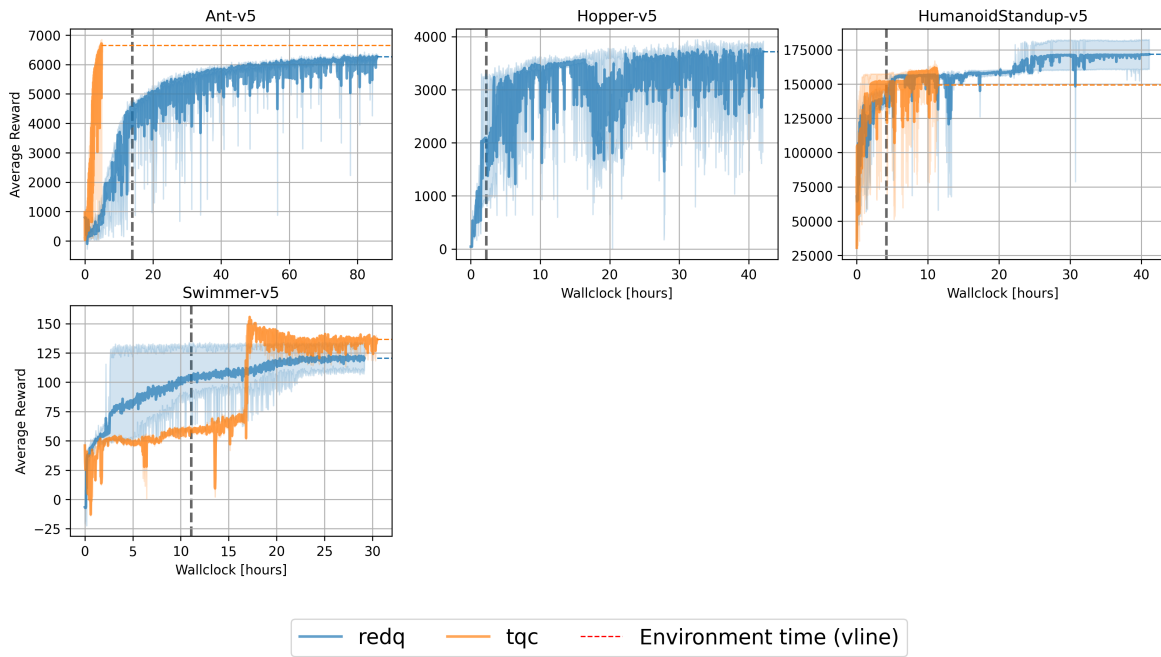 Ant-v5
7000
6000
5000
4000
3000
2000
1000
0
Average Reward
0 20 40 60 80
Hopper-v5
4000
3000
2000
1000
0
0 10 20 30 40
Wallclock [hours]
HumanoidStandup-v5
175000
150000
125000
100000
75000
50000
25000
0 10 20 30 40
Wallclock [hours]
Swimmer-v5
150
125
100
75
50
25
0
−25
Average Reward
0 5 10 15 20 25 30
Wallclock [hours]
redq tqc Environment time (vline)